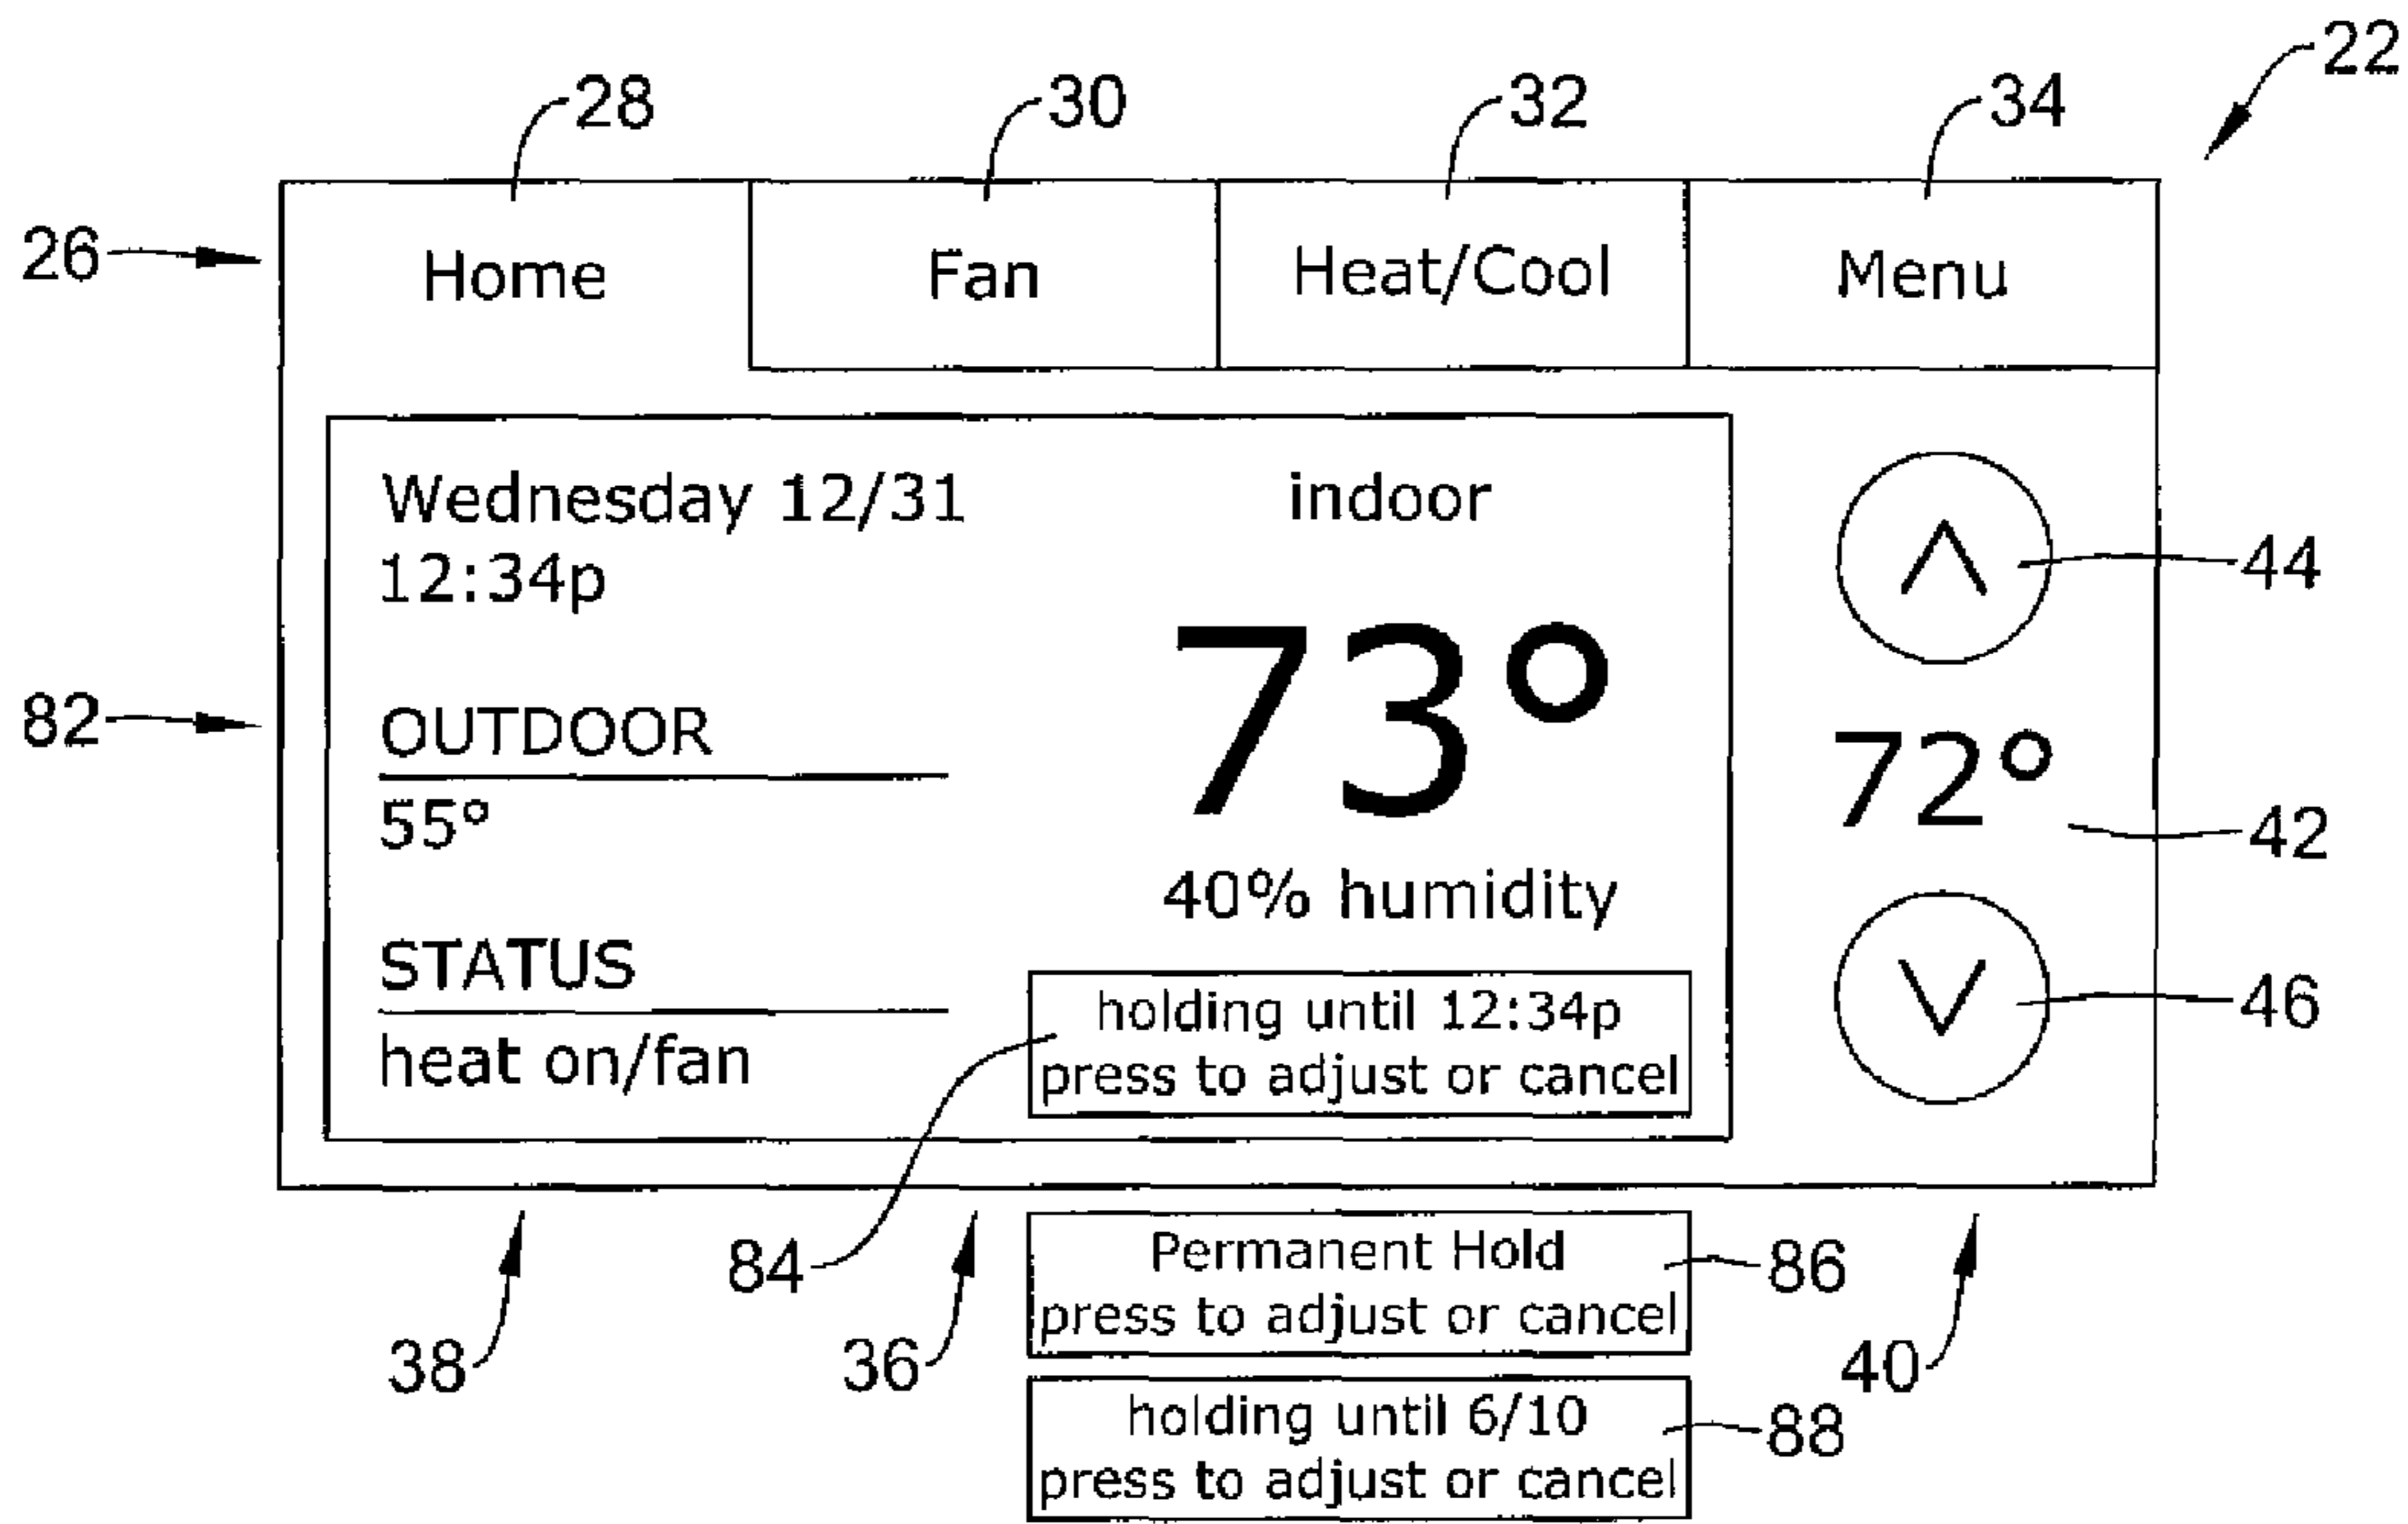 22
28 30 32 34
26
Home Fan Heat/Cool Menu
Wednesday 12/31
12:34p
indoor
44
73°
82
OUTDOOR
55°
72°
42
40% humidity
STATUS
heat on/fan
holding until 12:34p
press to adjust or cancel
46
84
Permanent Hold
press to adjust or cancel
86
38 36 40
holding until 6/10
press to adjust or cancel
88